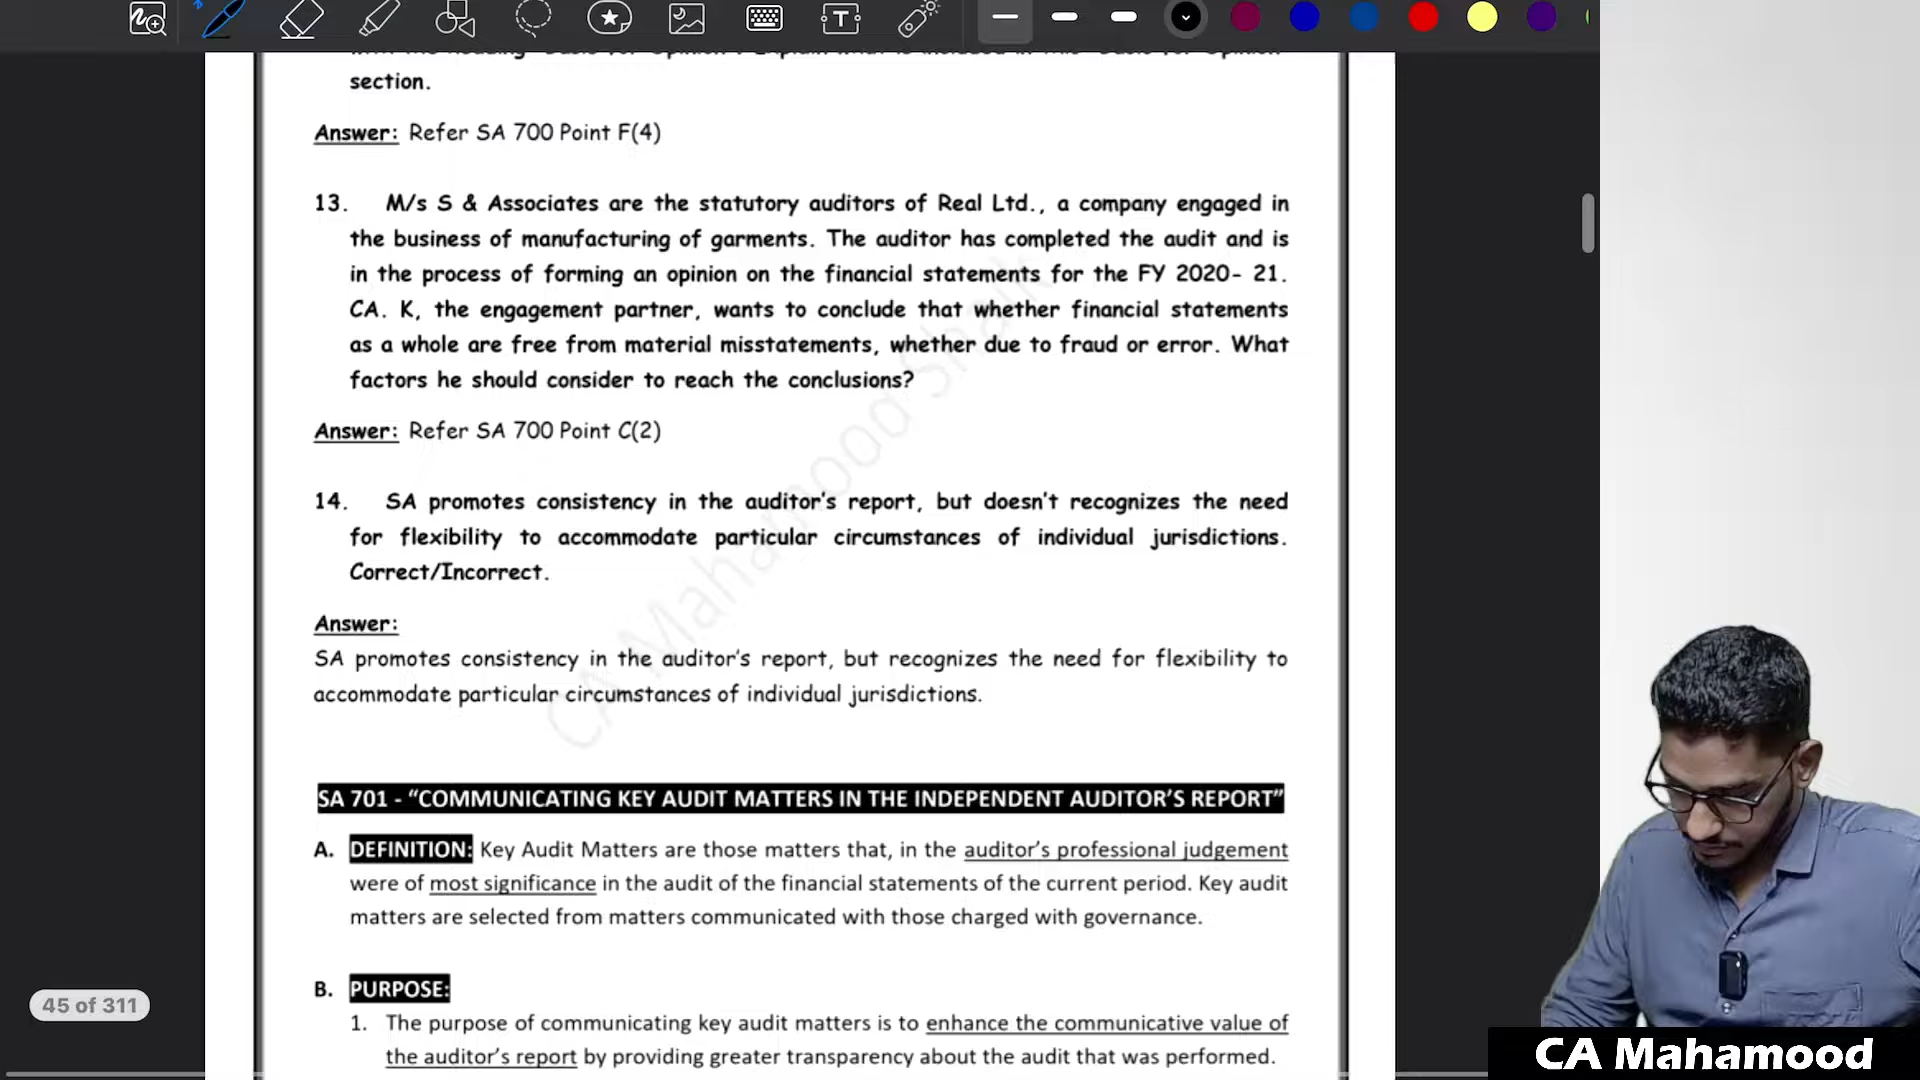 section.
Answer: Refer SA 700 Point F(4)
13. M/s S & Associates are the statutory auditors of Real Ltd., a company engaged in
the business of manufacturing of garments. The auditor has completed the audit and is
in the process of forming an opinion on the financial statements for the FY 2020- 21.
CA. K, the engagement partner, wants to conclude that whether financial statements
as a whole are free from material misstatements, whether due to fraud or error. What
factors he should consider to reach the conclusions?
Answer: Refer SA 700 Point C(2)
14. SA promotes consistency in the auditor's report, but doesn't recognizes the need
for flexibility to accommodate particular circumstances of individual jurisdictions.
Correct/Incorrect.
Answer:
SA promotes consistency in the auditor's report, but recognizes the need for flexibility to
accommodate particular circumstances of individual jurisdictions.
SA 701 - “COMMUNICATING KEY AUDIT MATTERS IN THE INDEPENDENT AUDITOR’S REPORT”
A. DEFINITION: Key Audit Matters are those matters that, in the auditor’s professional judgement
were of most significance in the audit of the financial statements of the current period. Key audit
matters are selected from matters communicated with those charged with governance.
B. PURPOSE:
1. The purpose of communicating key audit matters is to enhance the communicative value of
the auditor’s report by providing greater transparency about the audit that was performed.
45 of 311
CA Mahamood Shaik
CA Mahamood